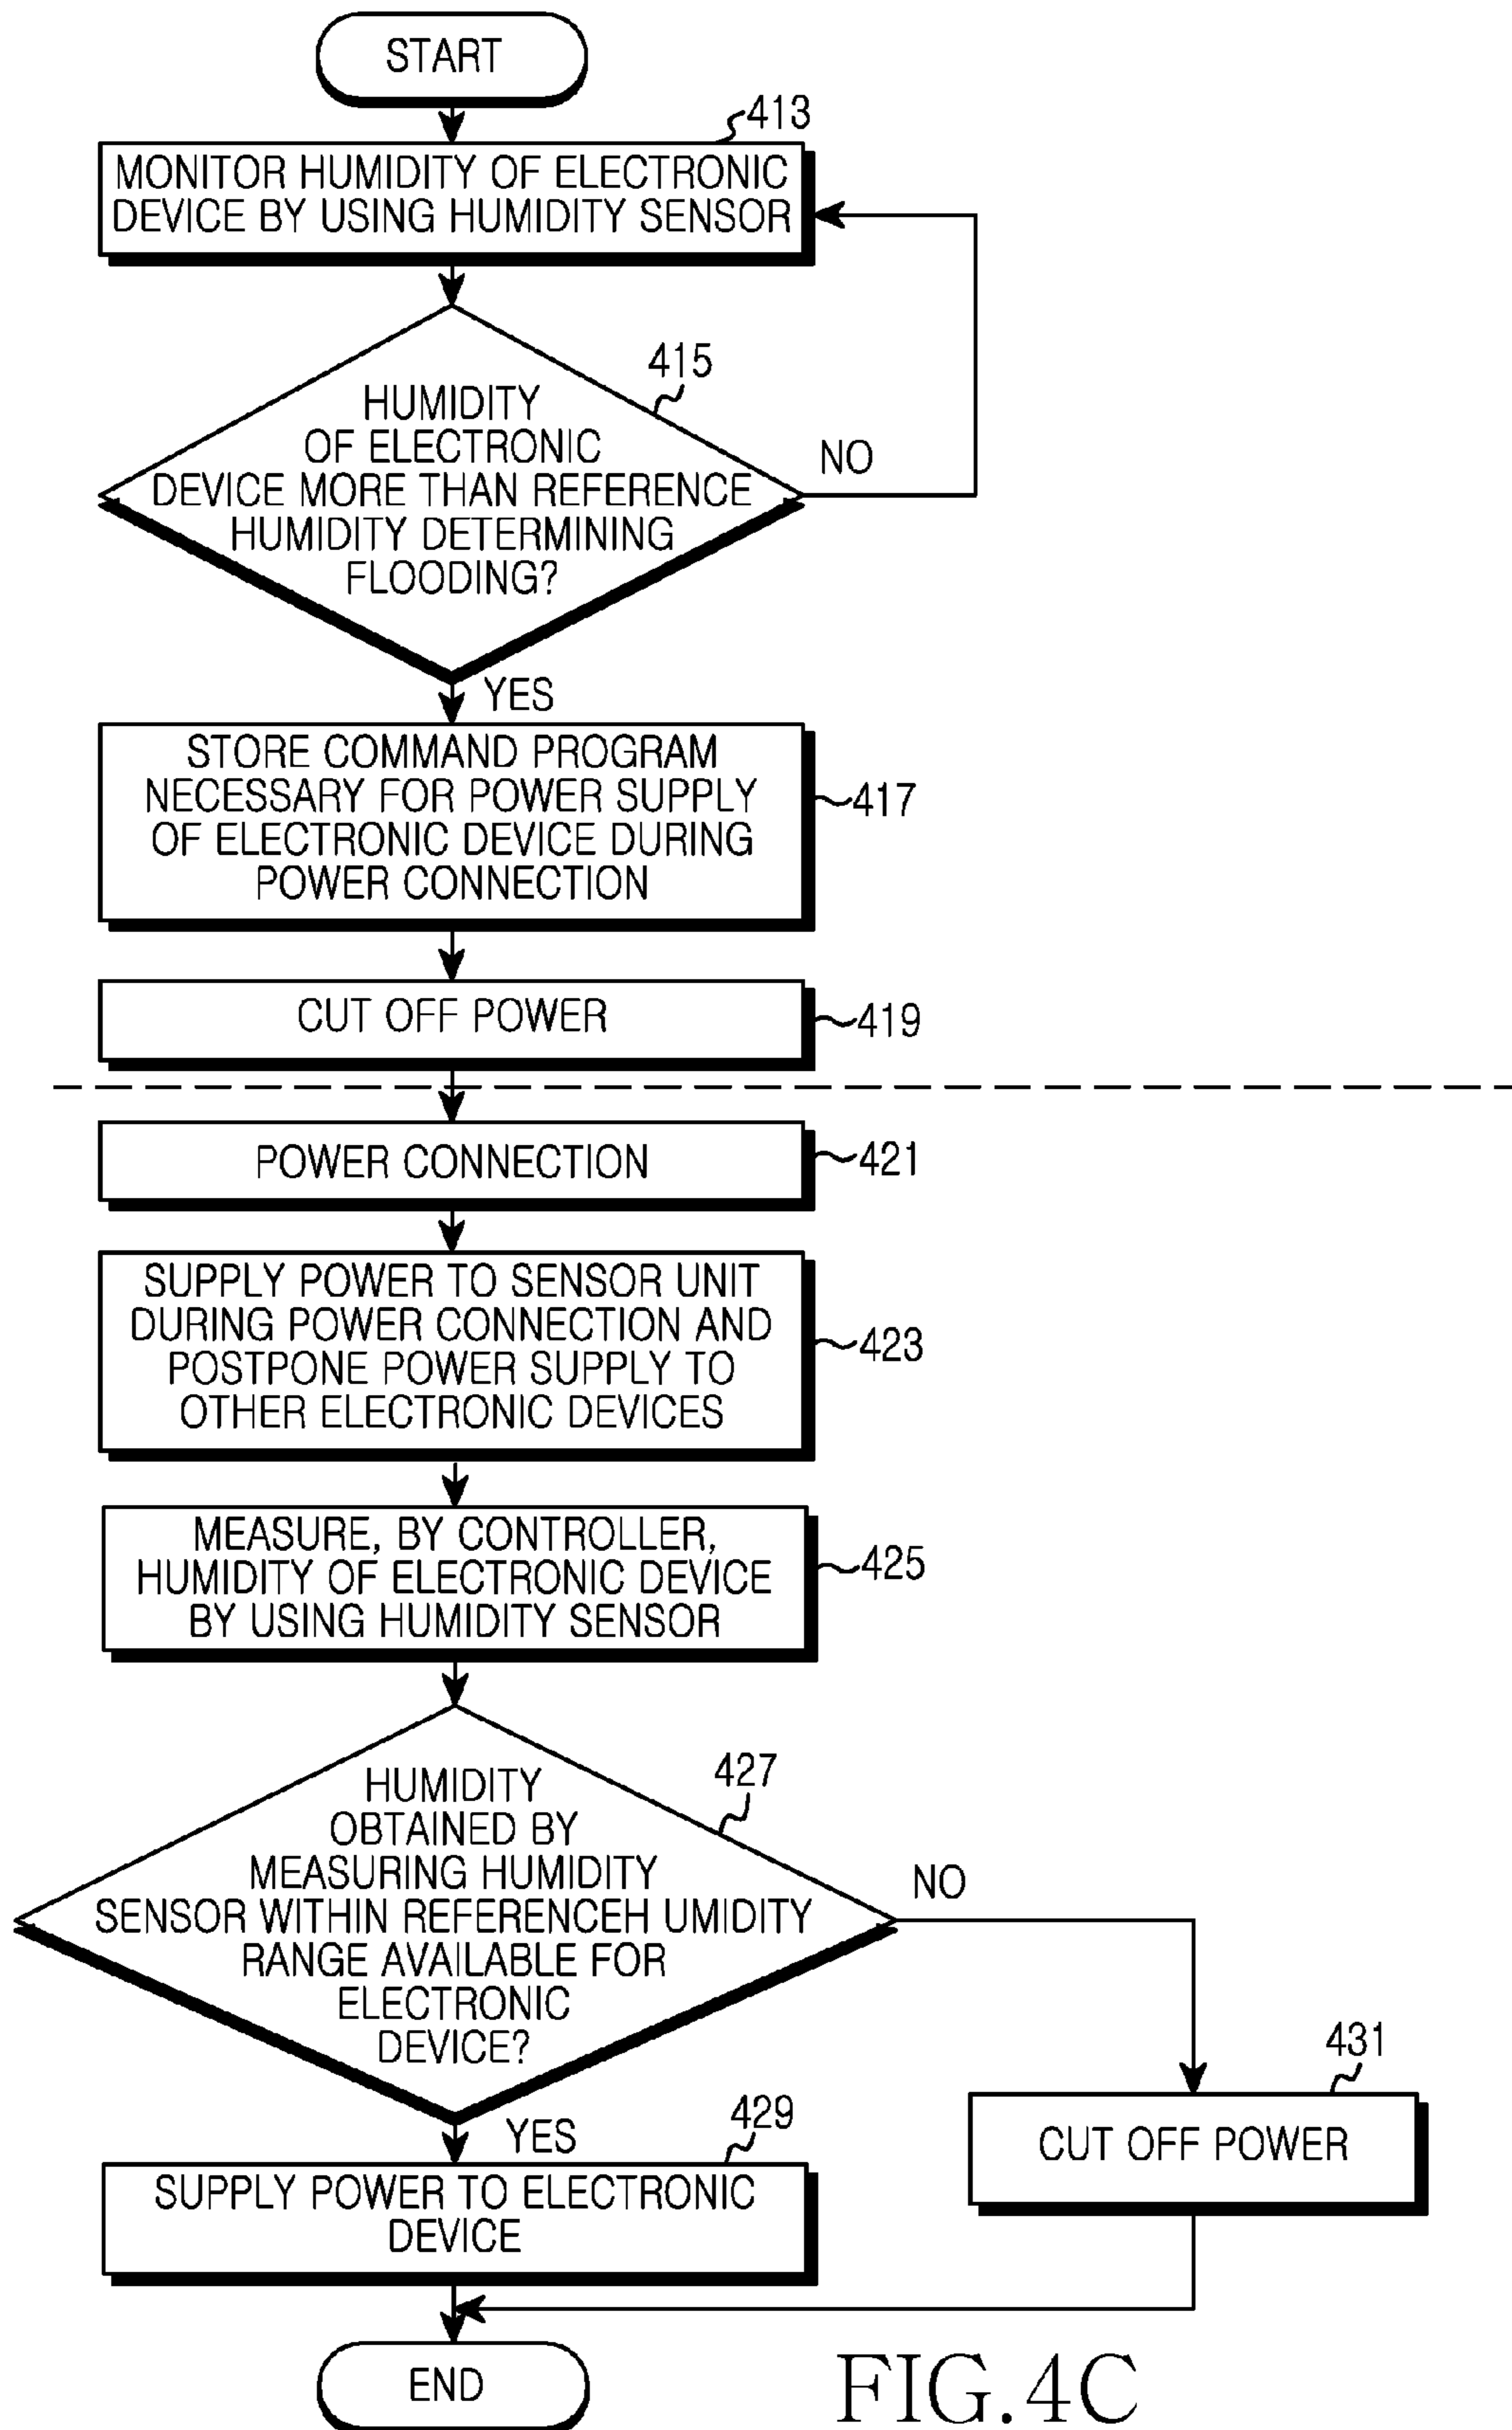 START
413
MONITOR HUMIDITY OF ELECTRONIC
DEVICE BY USING HUMIDITY SENSOR
415
HUMIDITY
OF ELECTRONIC
DEVICE MORE THAN REFERENCE
HUMIDITY DETERMINING
FLOODING?
NO
YES
STORE COMMAND PROGRAM
NECESSARY FOR POWER SUPPLY
OF ELECTRONIC DEVICE DURING
POWER CONNECTION
417
CUT OFF POWER
419
POWER CONNECTION
421
SUPPLY POWER TO SENSOR UNIT
DURING POWER CONNECTION AND
POSTPONE POWER SUPPLY TO
OTHER ELECTRONIC DEVICES
423
MEASURE, BY CONTROLLER,
HUMIDITY OF ELECTRONIC DEVICE
BY USING HUMIDITY SENSOR
425
427
HUMIDITY
OBTAINED BY
MEASURING HUMIDITY
SENSOR WITHIN REFERENCEH UMIDITY
RANGE AVAILABLE FOR
ELECTRONIC
DEVICE?
NO
YES
429
SUPPLY POWER TO ELECTRONIC
DEVICE
431
CUT OFF POWER
END
FIG.4C